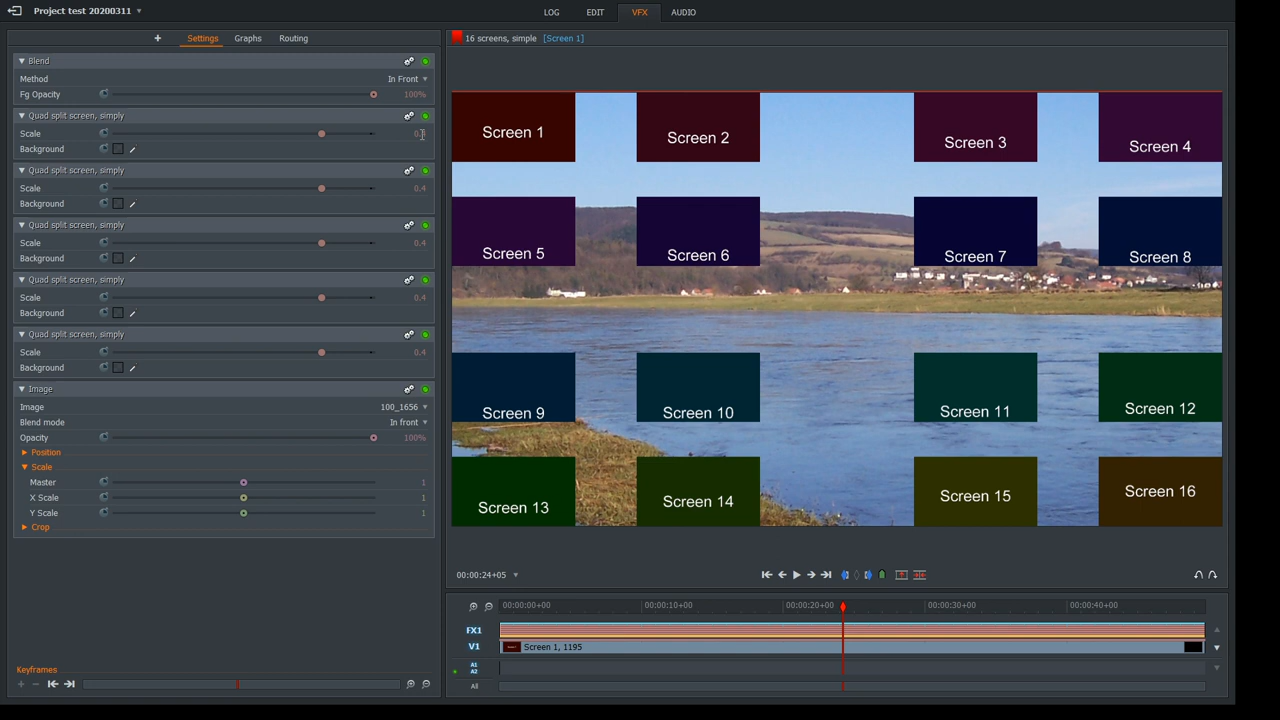 Project test 20200311
LOG EDIT VFX AUDIO
Settings Graphs Routing
16 screens, simple [Screen 1]
Blend
Method In Front
Fg Opacity 100%
Quad split screen, simply
Scale
Background
Quad split screen, simply
Scale 0.4
Background
Quad split screen, simply
Scale 0.4
Background
Quad split screen, simply
Scale 0.4
Background
Quad split screen, simply
Scale 0.4
Background
Image
Image 100_1656
Blend mode In front
Opacity 100%
Position
Scale
Master 1
X Scale 1
Y Scale 1
Crop
Keyframes
Screen 1 Screen 2 Screen 3 Screen 4
Screen 5 Screen 6 Screen 7 Screen 8
Screen 9 Screen 10 Screen 11 Screen 12
Screen 13 Screen 14 Screen 15 Screen 16
00:00:24+05
00:00:00+00 00:00:10+00 00:00:20+00 00:00:30+00 00:00:40+00
FX1
V1 Screen 1, 1195
A1
A2
All